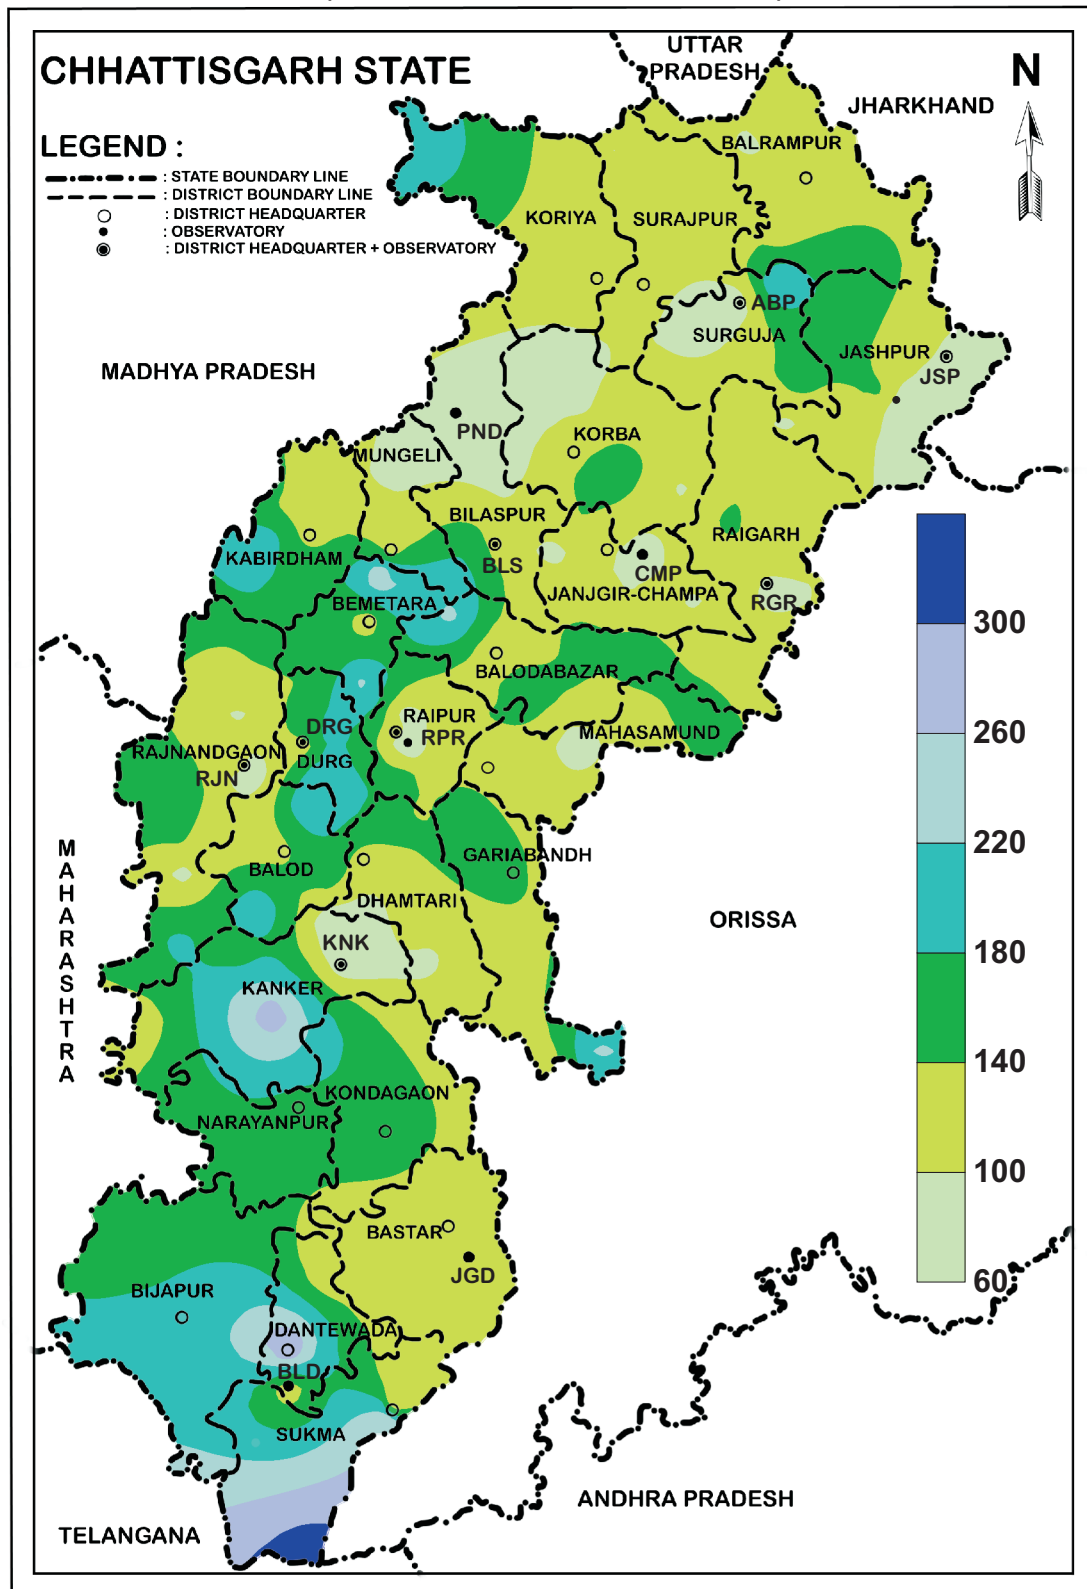 UTTAR
PRADESH
CHHATTISGARH STATE
N
JHARKHAND
LEGEND :
: STATE BOUNDARY LINE
: DISTRICT BOUNDARY LINE
: DISTRICT HEADQUARTER
: OBSERVATORY
: DISTRICT HEADQUARTER + OBSERVATORY
BALRAMPUR
KORIYA
SURAJPUR
ABP
SURGUJA
JASHPUR
JSP
MADHYA PRADESH
PND
KORBA
MUNGELI
BILASPUR
BLS
RAIGARH
KABIRDHAM
CMP
JANJGIR-CHAMPA
RGR
BEMETARA
300
BALODABAZAR
RAIPUR
RPR
DRG
DURG
MAHASAMUND
260
RAJNANDGAON
RJN
220
GARIABANDH
BALOD
DHAMTARI
ORISSA
MAHARASHTRA
KNK
180
KANKER
140
KONDAGAON
NARAYANPUR
100
BASTAR
JGD
60
BIJAPUR
DANTEWADA
BLD
SUKMA
ANDHRA PRADESH
TELANGANA